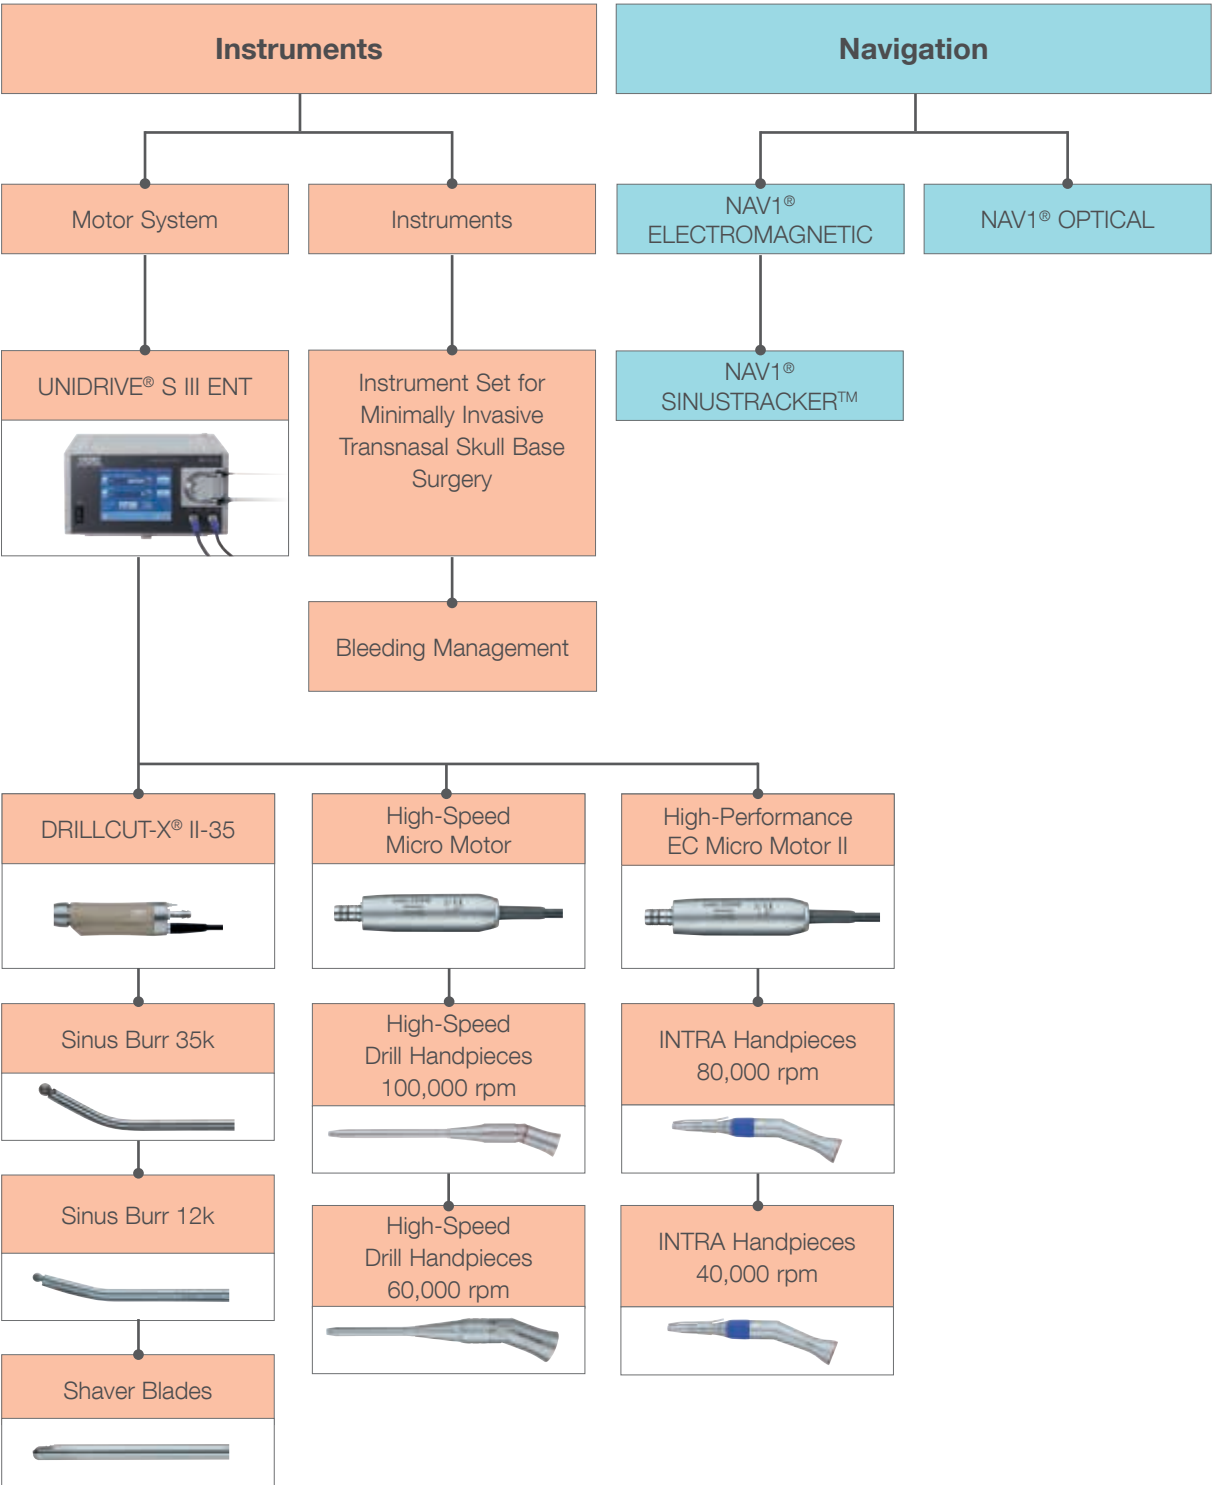 Instruments
Navigation
Motor System
Instruments
NAV1®
ELECTROMAGNETIC
NAV1® OPTICAL
UNIDRIVE® S III ENT
Instrument Set for
Minimally Invasive
Transnasal Skull Base
Surgery
NAV1®
SINUSTRACKER™
Bleeding Management
DRILLCUT-X® II-35
High-Speed
Micro Motor
High-Performance
EC Micro Motor II
Sinus Burr 35k
High-Speed
Drill Handpieces
100,000 rpm
INTRA Handpieces
80,000 rpm
Sinus Burr 12k
High-Speed
Drill Handpieces
60,000 rpm
INTRA Handpieces
40,000 rpm
Shaver Blades